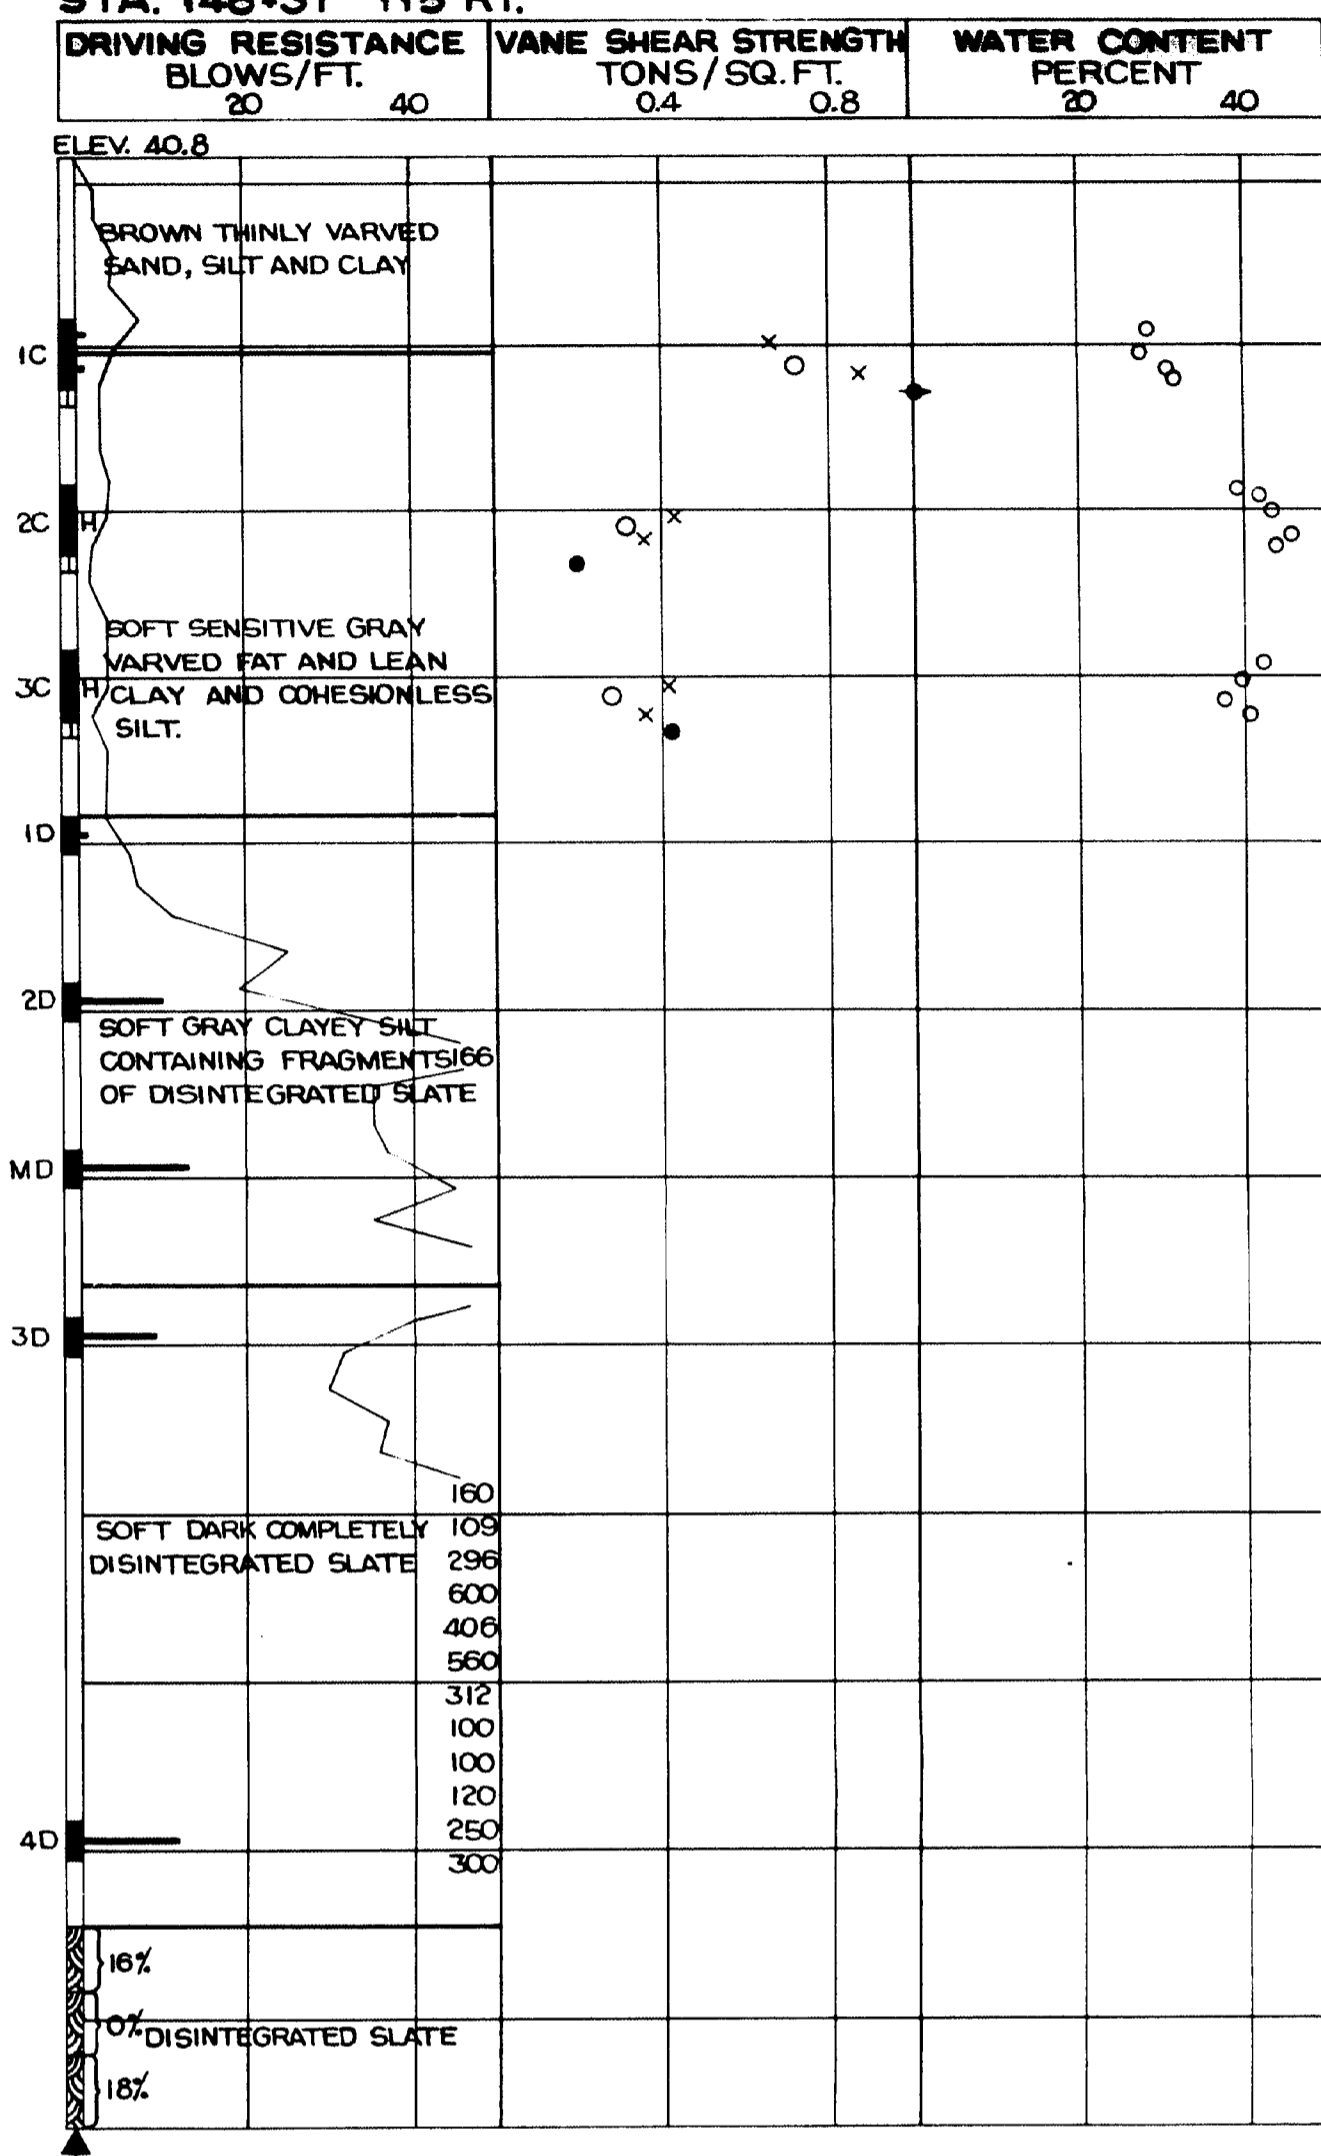 DRIVING RESISTANCE
BLOWS/FT.
20 40
VANE SHEAR STRENGTH
TONS/SQ.FT.
0.4 0.8
WATER CONTENT
PERCENT
20 40
ELEV. 40.8
BROWN THINLY VARVED
SAND, SILT AND CLAY
1C
2C H
SOFT SENSITIVE GRAY
VARVED FAT AND LEAN
3C H CLAY AND COHESIONLESS
SILT.
1D
2D
SOFT GRAY CLAYEY SILT
CONTAINING FRAGMENTS 166
OF DISINTEGRATED SLATE
MD
3D
160
SOFT DARK COMPLETELY 109
DISINTEGRATED SLATE 296
600
406
560
312
100
100
120
4D 250
300
16%
0% DISINTEGRATED SLATE
18%